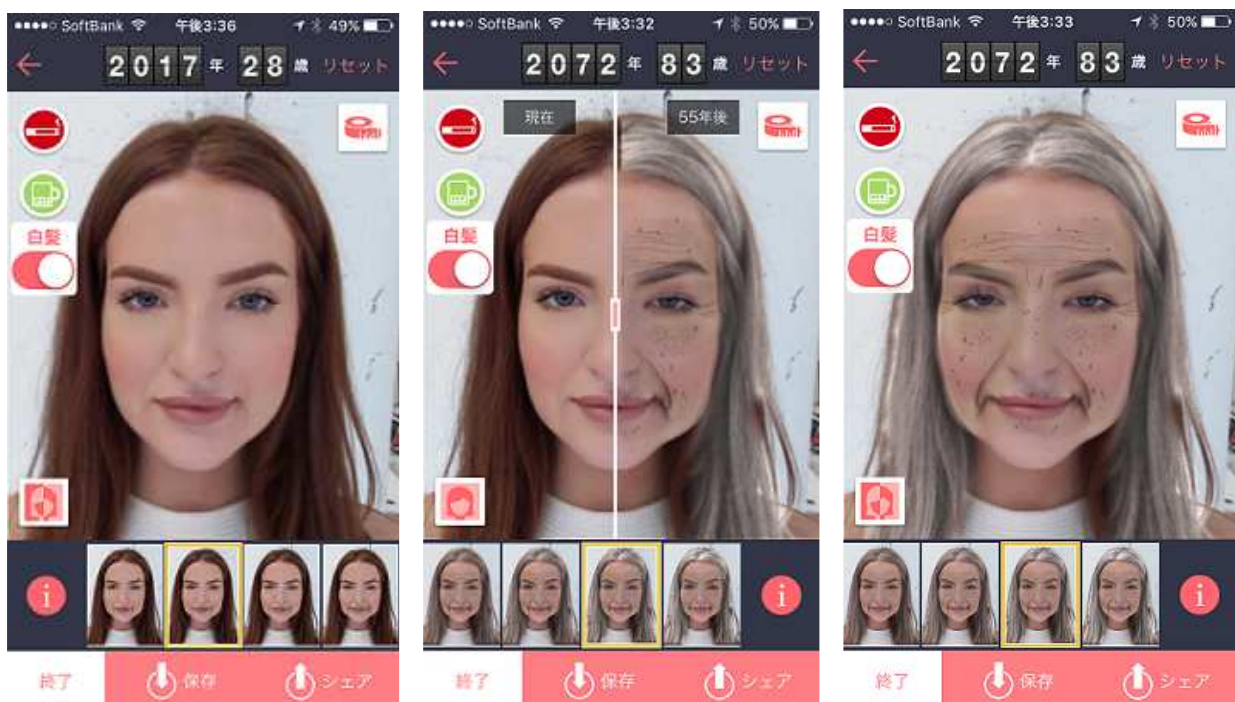 SoftBank 午後3:36 49%
2017年 28歳 リセット
白髪
i
終了 保存 シェア
SoftBank 午後3:32 50%
2072年 83歳 リセット
現在 55年後
白髪
i
終了 保存 シェア
SoftBank 午後3:33 50%
2072年 83歳 リセット
白髪
i
終了 保存 シェア